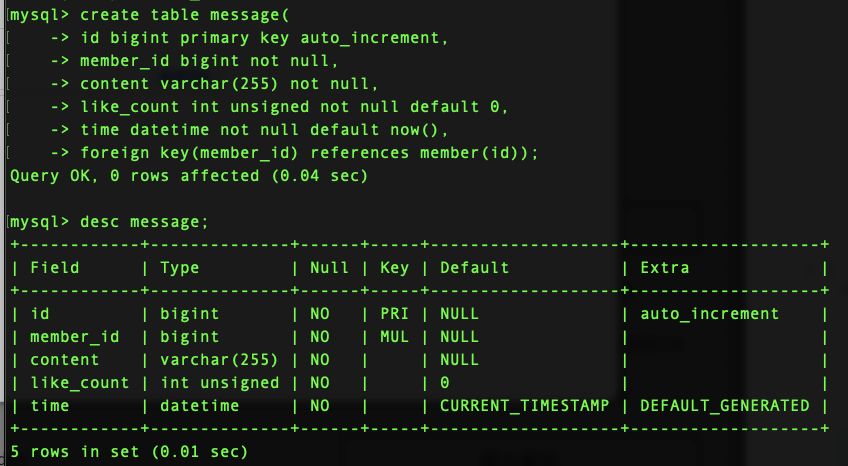 mysql> create table message(
    -> id bigint primary key auto_increment,
    -> member_id bigint not null,
    -> content varchar(255) not null,
    -> like_count int unsigned not null default 0,
    -> time datetime not null default now(),
    -> foreign key(member_id) references member(id));
Query OK, 0 rows affected (0.04 sec)

mysql> desc message;
+------------+--------------+------+-----+-------------------+-------------------+
| Field      | Type         | Null | Key | Default           | Extra             |
+------------+--------------+------+-----+-------------------+-------------------+
| id         | bigint       | NO   | PRI | NULL              | auto_increment    |
| member_id  | bigint       | NO   | MUL | NULL              |                   |
| content    | varchar(255) | NO   |     | NULL              |                   |
| like_count | int unsigned | NO   |     | 0                 |                   |
| time       | datetime     | NO   |     | CURRENT_TIMESTAMP | DEFAULT_GENERATED |
+------------+--------------+------+-----+-------------------+-------------------+
5 rows in set (0.01 sec)